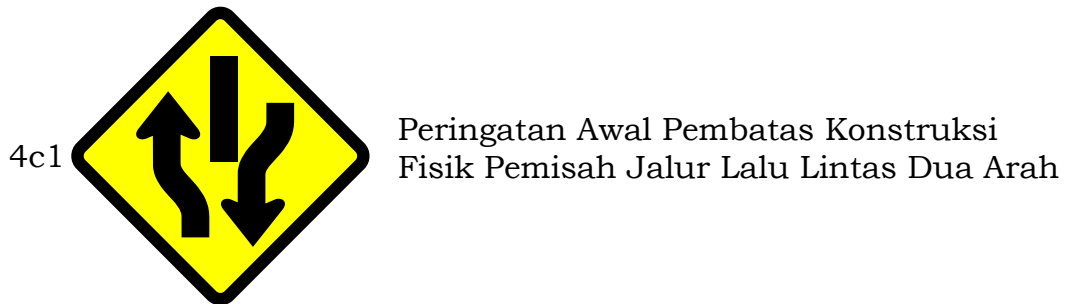 4c1
Peringatan Awal Pembatas Konstruksi
Fisik Pemisah Jalur Lalu Lintas Dua Arah